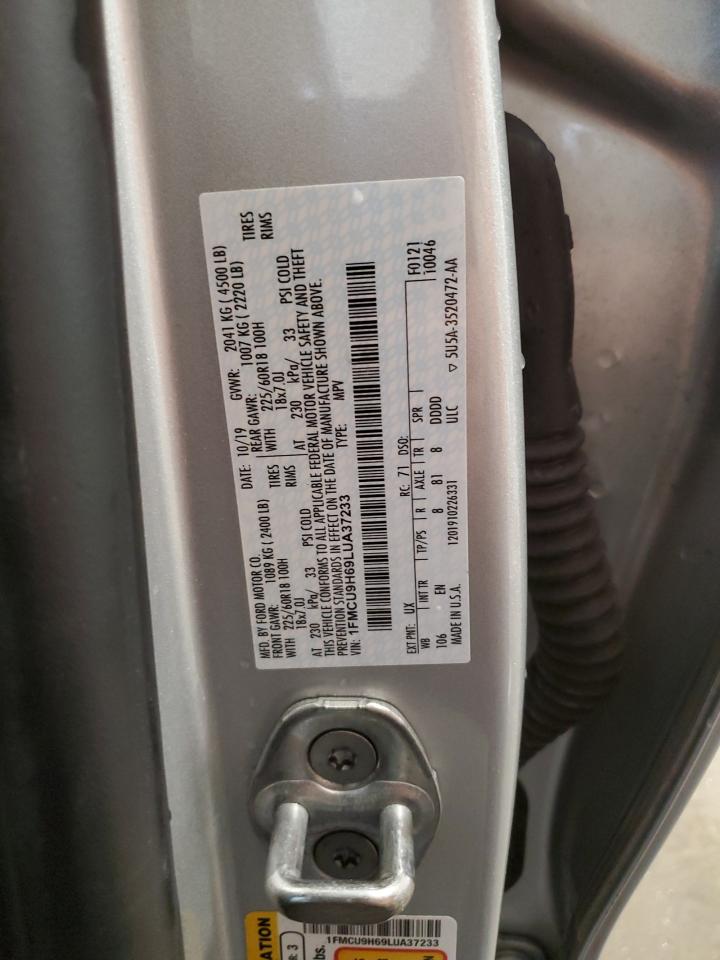 MFD. BY FORD MOTOR CO.
DATE: 10/19 GVWR: 2041 KG ( 4500 LB)
FRONT GAWR: 1089 KG ( 2400 LB)
REAR GAWR: 1007 KG ( 2220 LB)
WITH 225/60R18 100H TIRES
WITH 225/60R18 100H TIRES
18x7.0J RIMS
18x7.0J RIMS
AT 230 kPa/ 33 PSI COLD
AT 230 kPa/ 33 PSI COLD
THIS VEHICLE CONFORMS TO ALL APPLICABLE FEDERAL MOTOR VEHICLE SAFETY AND THEFT
PREVENTION STANDARDS IN EFFECT ON THE DATE OF MANUFACTURE SHOWN ABOVE.
VIN: 1FMCU9H69LUA37233 TYPE: MPV
EXT PNT: UX RC: 71 DSO: F0121
WB INT TR TP/PS R AXLE TR SPR 10046
106 EN 8 81 8 DDDD
MADE IN U.S.A. 1201910226331 ULC ▽ 5U5A-3520472-AA
1FMCU9H69LUA37233